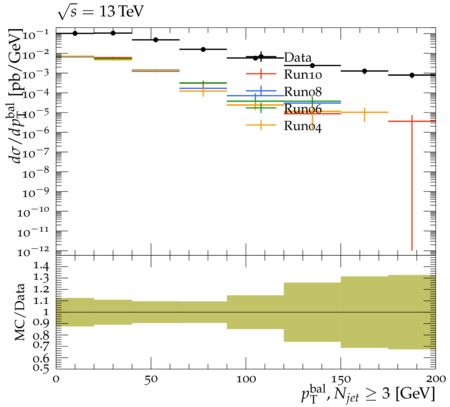 √s = 13 TeV
dσ/dp_T^bal [pb/GeV]
10⁻¹
10⁻²
10⁻³
10⁻⁴
10⁻⁵
10⁻⁶
10⁻⁷
10⁻⁸
10⁻⁹
10⁻¹⁰
10⁻¹¹
10⁻¹²
Data
Run10
Run08
Run06
Run04
MC/Data
1.4
1.3
1.2
1.1
1
0.9
0.8
0.7
0.6
0.5
0 50 100 150 200
p_T^bal, N_jet ≥ 3 [GeV]